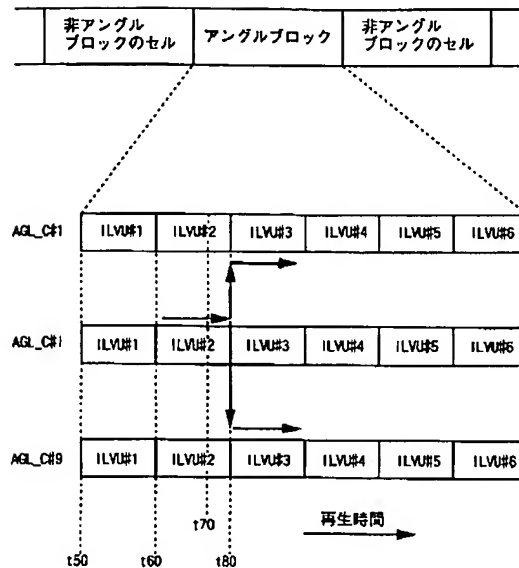 非アングル
ブロックのセル
アングルブロック
非アングル
ブロックのセル
AGL_C#1 ILVU#1 ILVU#2 ILVU#3 ILVU#4 ILVU#5 ILVU#6
AGL_C#i ILVU#1 ILVU#2 ILVU#3 ILVU#4 ILVU#5 ILVU#6
AGL_C#9 ILVU#1 ILVU#2 ILVU#3 ILVU#4 ILVU#5 ILVU#6
t70
再生時間
t50 t60 t80